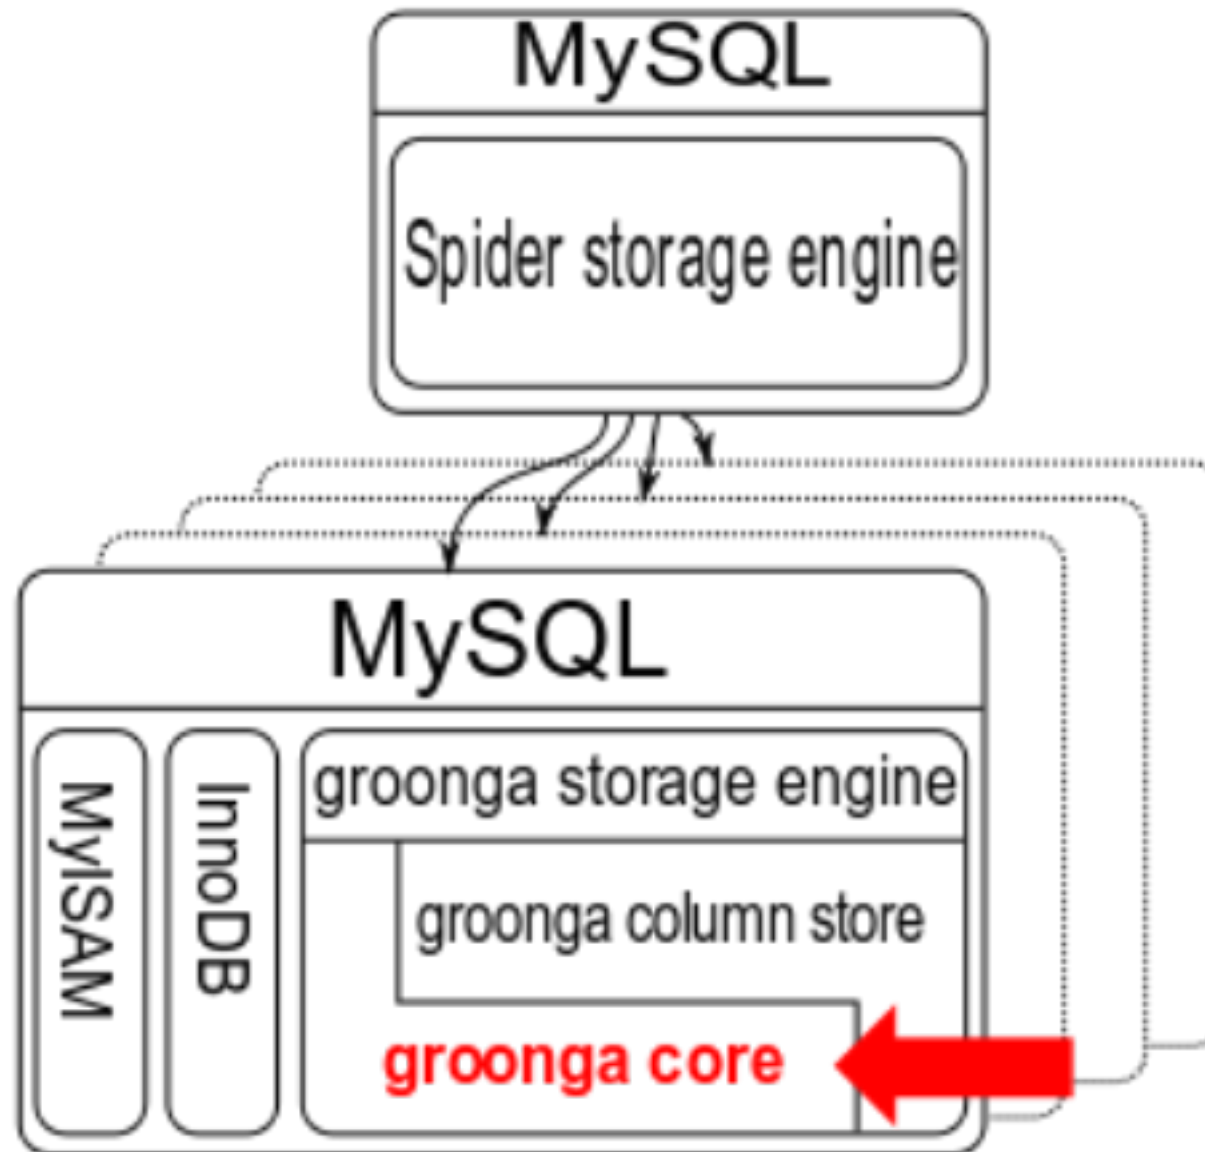 MySQL
Spider storage engine
MySQL
MyISAM
InnoDB
groonga storage engine
groonga column store
groonga core